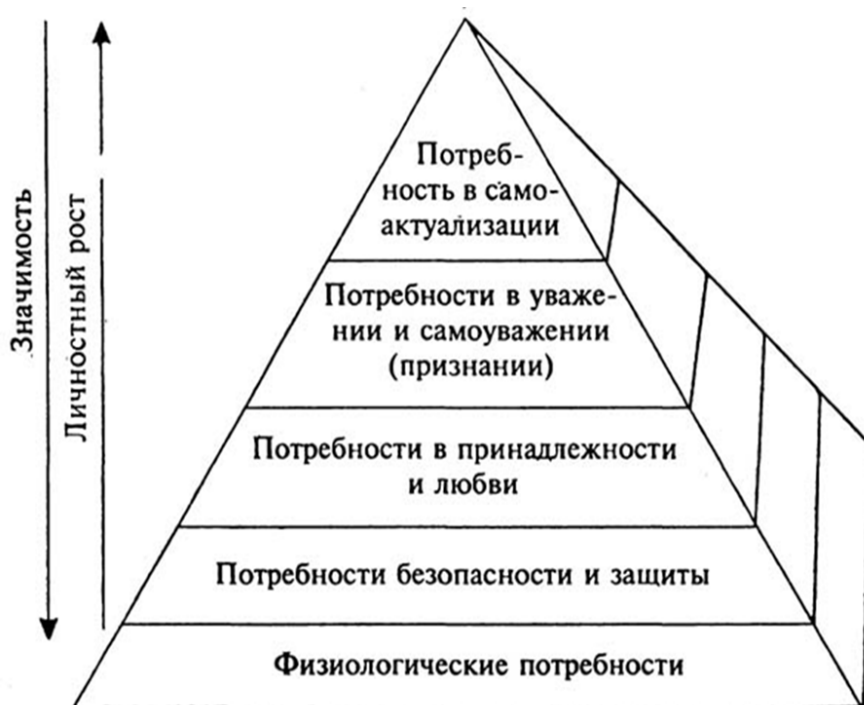 Значимость
Личностный рост
Потреб-
ность в само-
актуализации
Потребности в уваже-
нии и самоуважении
(признании)
Потребности в принадлежности
и любви
Потребности безопасности и защиты
Физиологические потребности